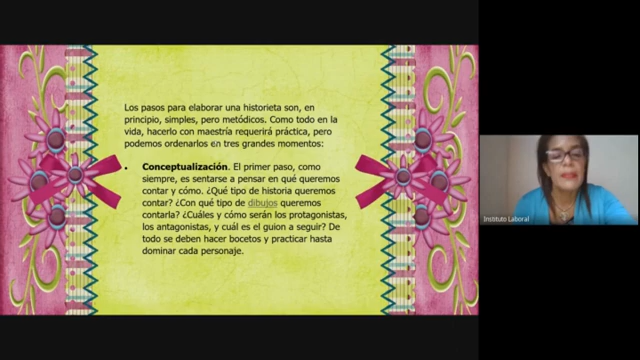 Los pasos para elaborar una historieta son, en
principio, simples, pero metódicos. Como todo en la
vida, hacerlo con maestría requerirá práctica, pero
podemos ordenarlos en tres grandes momentos:
• Conceptualización. El primer paso, como
siempre, es sentarse a pensar en qué queremos
contar y cómo. ¿Qué tipo de historia queremos
contar? ¿Con qué tipo de dibujos queremos
contarla? ¿Cuáles y cómo serán los protagonistas,
los antagonistas, y cuál es el guion a seguir? De
todo se deben hacer bocetos y practicar hasta
dominar cada personaje.
Instituto Laboral